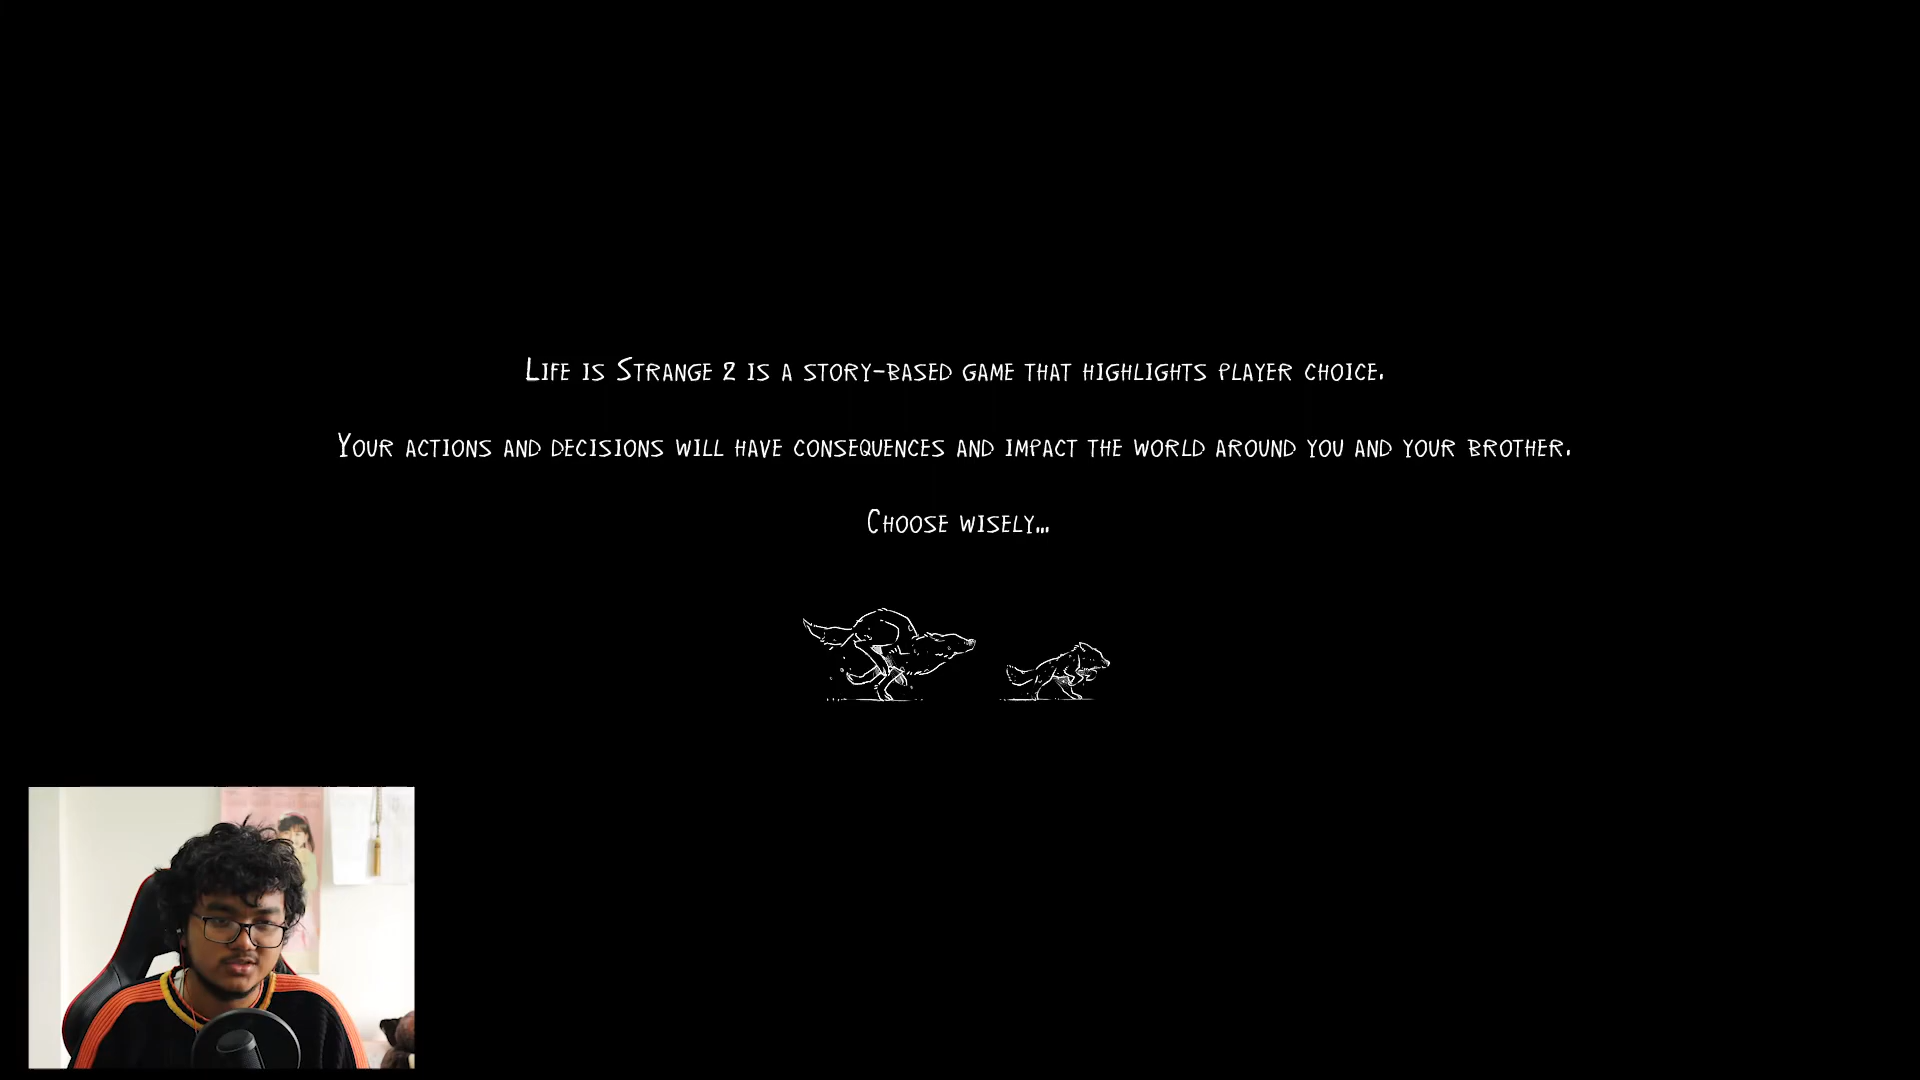 Life is Strange 2 is a story-based game that highlights player choice.
Your actions and decisions will have consequences and impact the world around you and your brother.
Choose wisely...